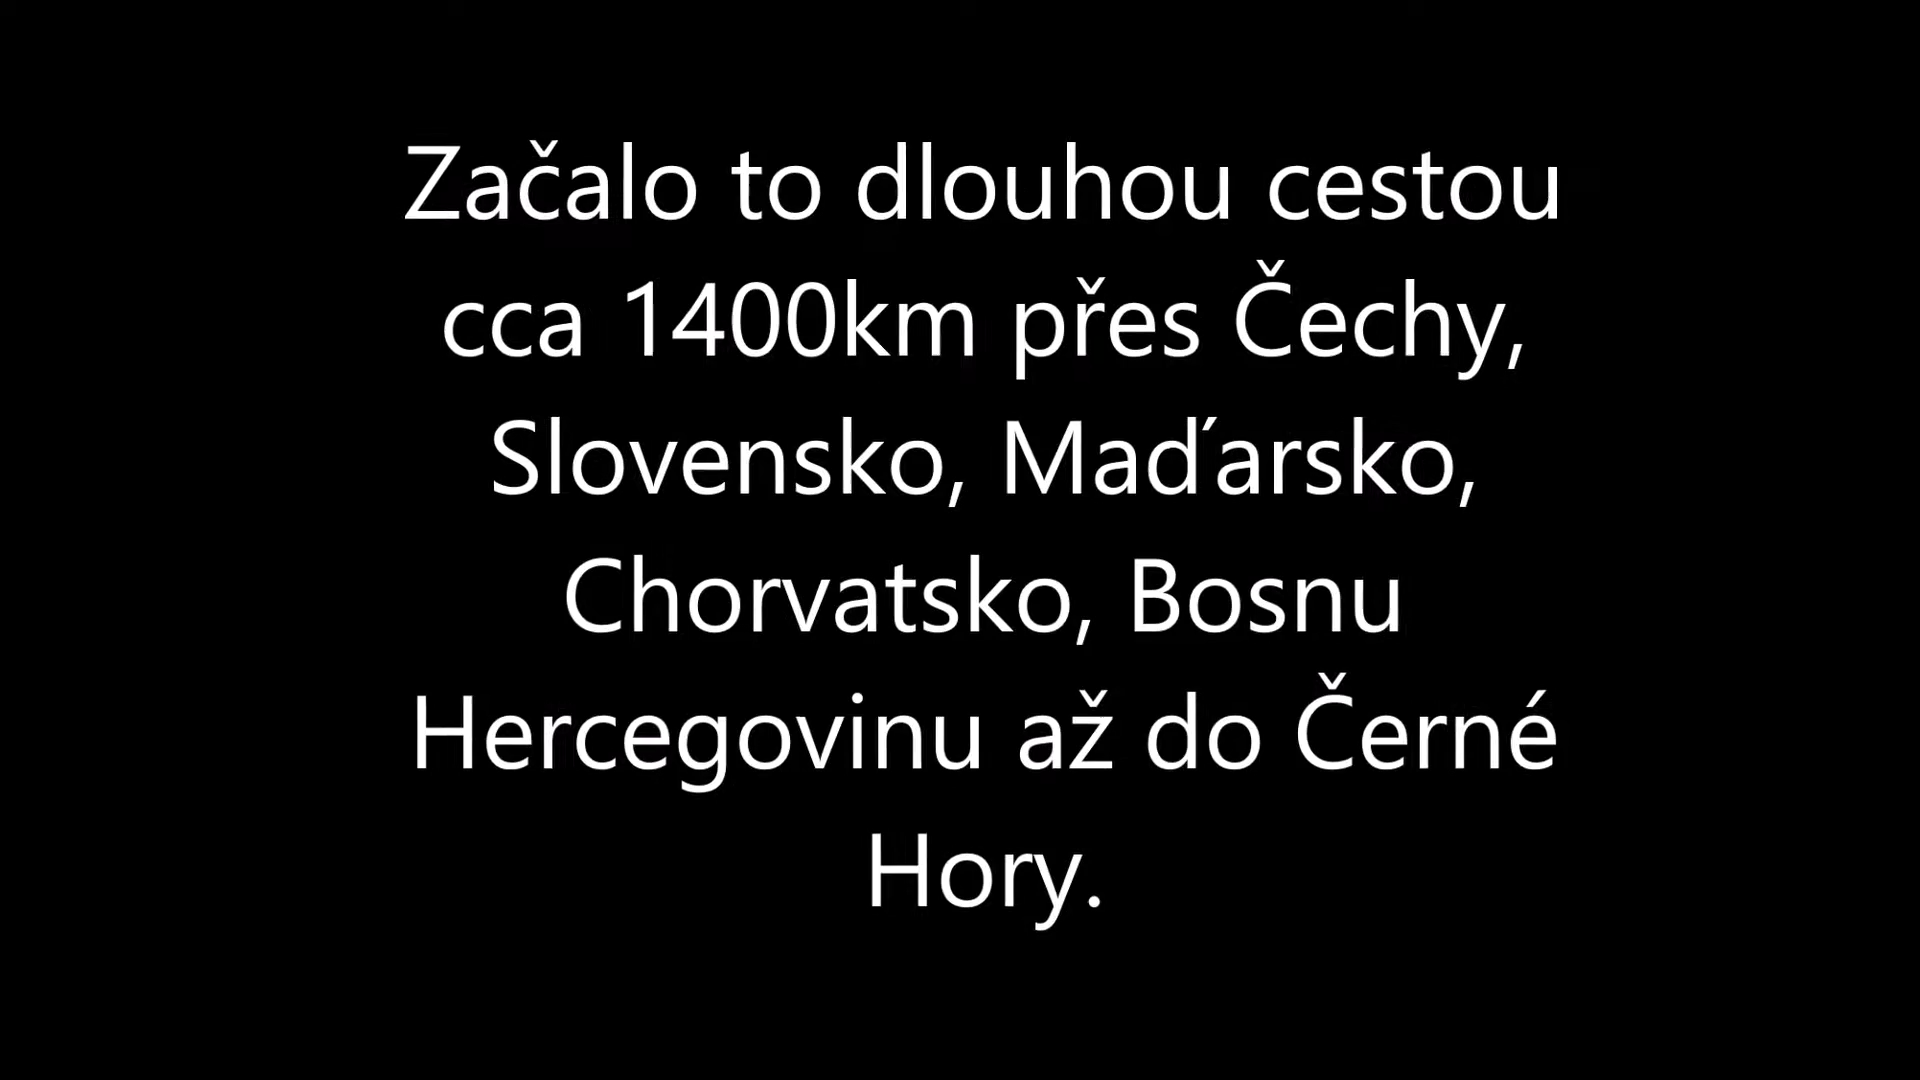 Začalo to dlouhou cestou
cca 1400km přes Čechy,
Slovensko, Maďarsko,
Chorvatsko, Bosnu
Hercegovinu až do Černé
Hory.